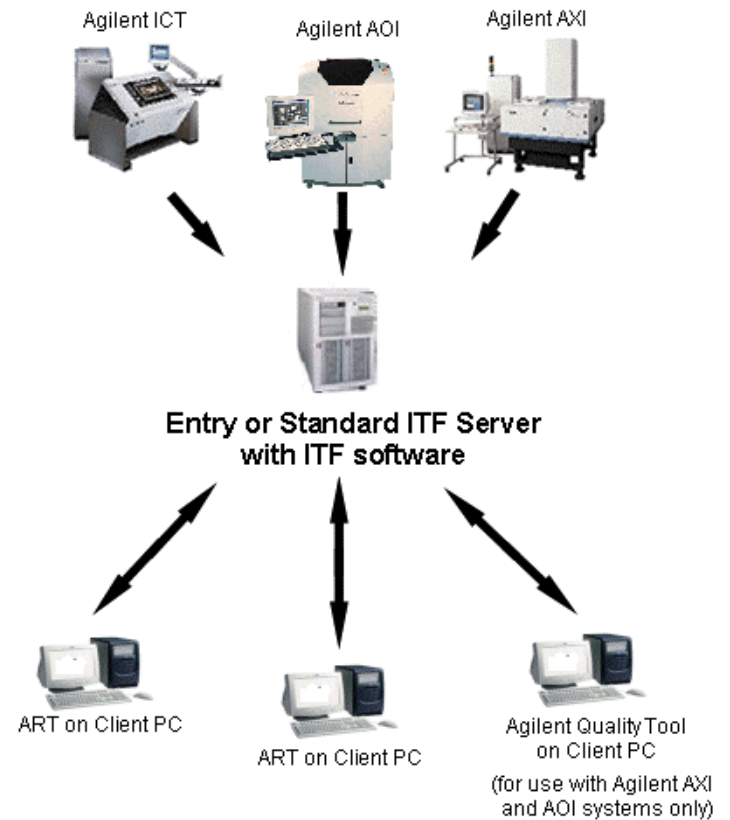 Agilent ICT
Agilent AOI
Agilent AXI
Entry or Standard ITF Server
with ITF software
ART on Client PC
ART on Client PC
Agilent Quality Tool
on Client PC
(for use with Agilent AXI
and AOI systems only)